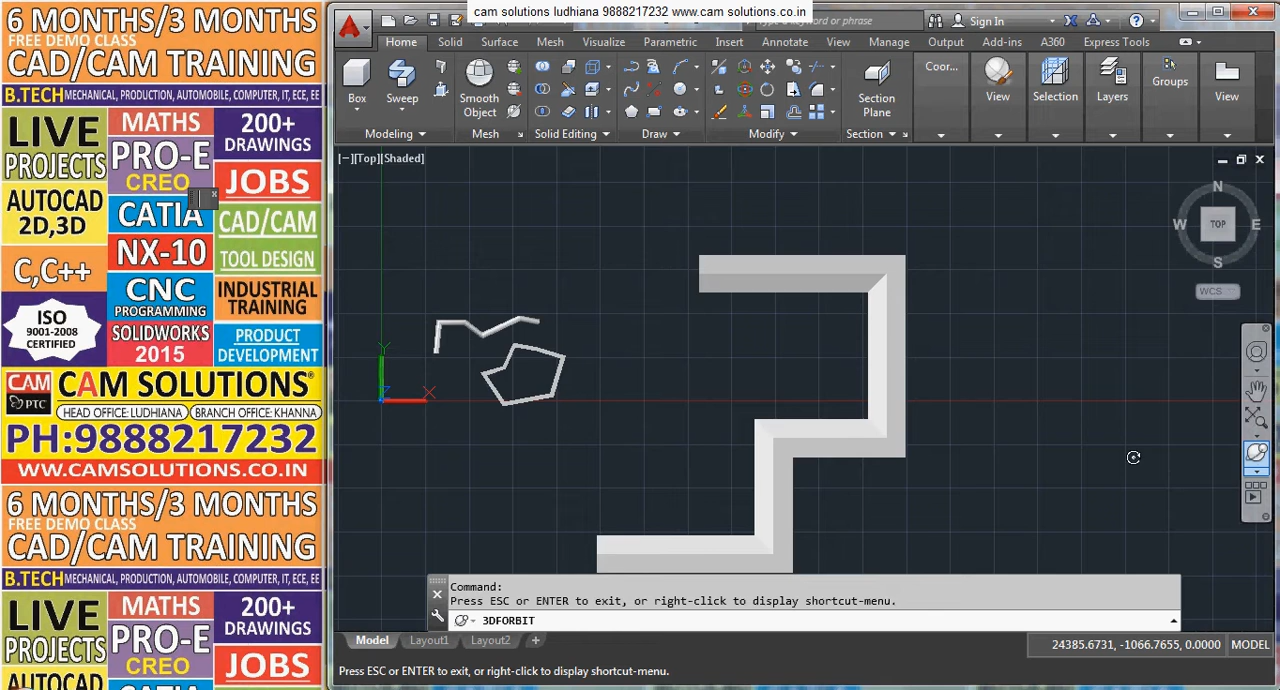 cam solutions ludhiana 9888217232 www.cam solutions.co.in
6 MONTHS/3 MONTHS
FREE DEMO CLASS
CAD/CAM TRAINING
B.TECH MECHANICAL, PRODUCTION, AUTOMOBILE, COMPUTER, IT, ECE, EE
LIVE
PROJECTS
MATHS
200+
DRAWINGS
PRO-E
CREO
JOBS
AUTOCAD
2D,3D
CATIA
CAD/CAM
TOOL DESIGN
C,C++
NX-10
INDUSTRIAL
TRAINING
CNC
PROGRAMMING
ISO
9001-2008
CERTIFIED
SOLIDWORKS
2015
PRODUCT
DEVELOPMENT
CAM
PTC
CAM SOLUTIONS
HEAD OFFICE: LUDHIANA
BRANCH OFFICE: KHANNA
PH:9888217232
WW.CAMSOLUTIONS.CO.IN
6 MONTHS/3 MONTHS
FREE DEMO CLASS
CAD/CAM TRAINING
B.TECH MECHANICAL, PRODUCTION, AUTOMOBILE, COMPUTER, IT, ECE, EE
LIVE
PROJECTS
MATHS
200+
DRAWINGS
PRO-E
CREO
JOBS
AUTOCAD
a keyword or phrase
Sign In
Home Solid Surface Mesh Visualize Parametric Insert Annotate View Manage Output Add-ins A360 Express Tools
Box
Sweep
Smooth
Object
Section
Plane
Coor...
View
Selection
Layers
Groups
View
Modeling
Mesh
Solid Editing
Draw
Modify
Section
[−][Top][Shaded]
N
W TOP E
S
WCS
Y
X
Z
Command:
Press ESC or ENTER to exit, or right-click to display shortcut-menu.
3DFORBIT
Model Layout1 Layout2 +
24385.6731, -1066.7655, 0.0000 MODEL
Press ESC or ENTER to exit, or right-click to display shortcut-menu.